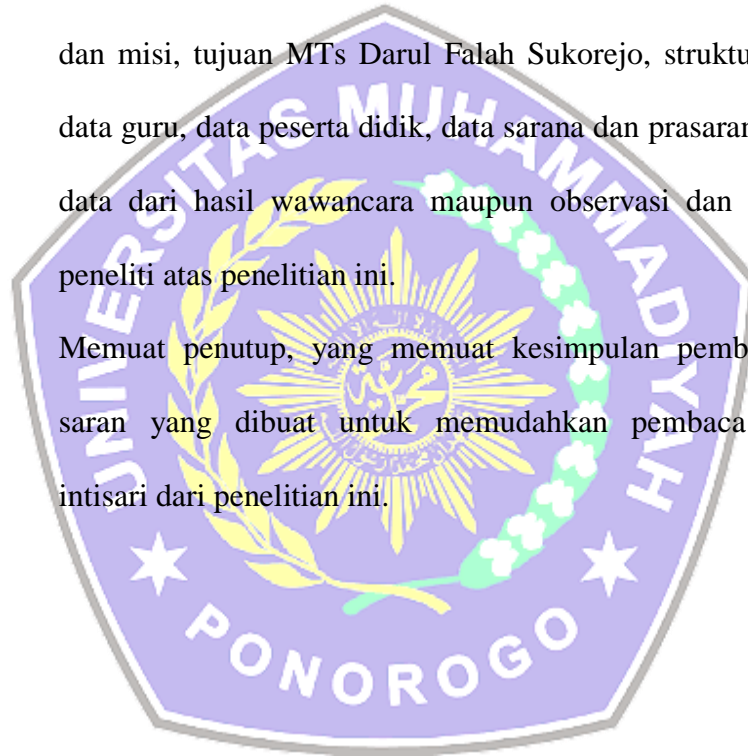 dan misi, tujuan MTs Darul Falah Sukorejo, struktu
data guru, data peserta didik, data sarana dan prasaran
data dari hasil wawancara maupun observasi dan
peneliti atas penelitian ini.
Memuat penutup, yang memuat kesimpulan pemb
saran yang dibuat untuk memudahkan pembaca
intisari dari penelitian ini.
UNIVERSITAS MUHAMMADIYAH
PONOROGO